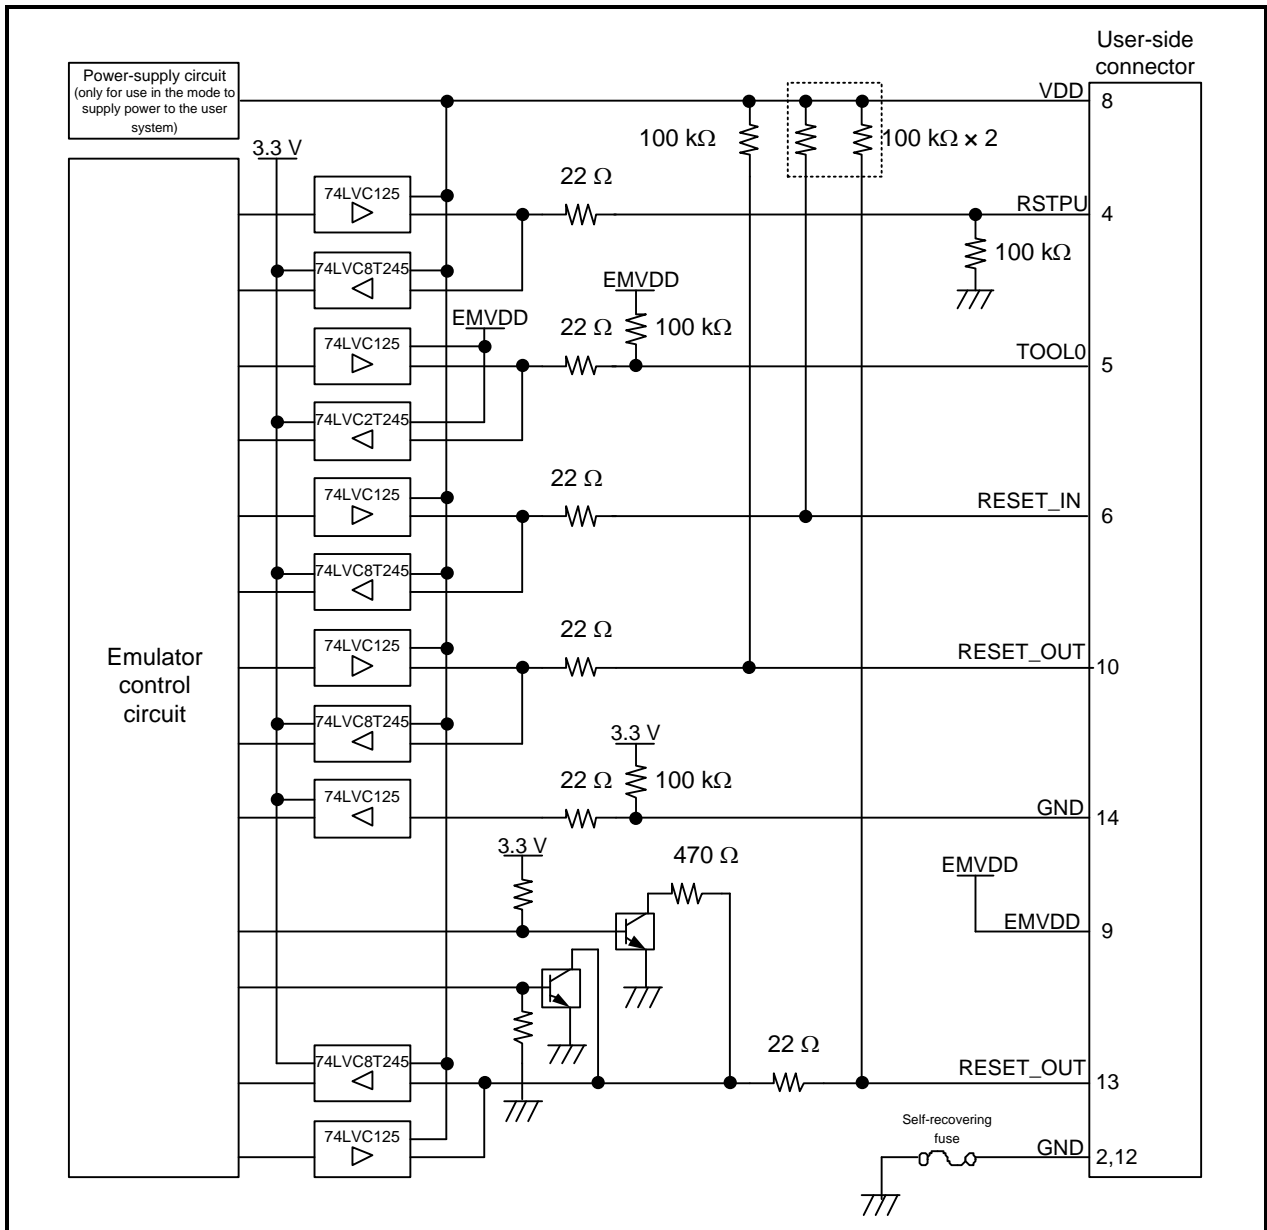 User-side
connector
Power-supply circuit
(only for use in the mode to
supply power to the user
system)
VDD
8
3.3 V
100 kΩ
100 kΩ × 2
74LVC125
22 Ω
RSTPU
4
74LVC8T245
100 kΩ
EMVDD
EMVDD
74LVC125
22 Ω
100 kΩ
TOOL0
5
74LVC2T245
74LVC125
22 Ω
RESET_IN
6
74LVC8T245
74LVC125
22 Ω
RESET_OUT
10
Emulator
control
circuit
74LVC8T245
3.3 V
74LVC125
22 Ω
100 kΩ
GND
14
3.3 V
470 Ω
EMVDD
EMVDD
9
22 Ω
74LVC8T245
RESET_OUT
13
Self-recovering
fuse
74LVC125
GND
2,12